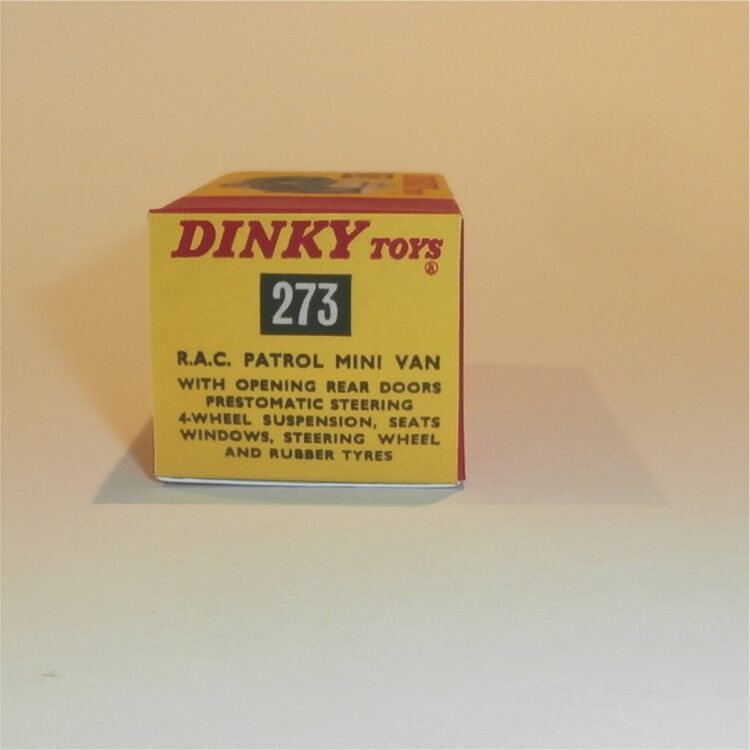 DINKY TOYS
®
273
R.A.C. PATROL MINI VAN
WITH OPENING REAR DOORS
PRESTOMATIC STEERING
4-WHEEL SUSPENSION, SEATS
WINDOWS, STEERING WHEEL
AND RUBBER TYRES